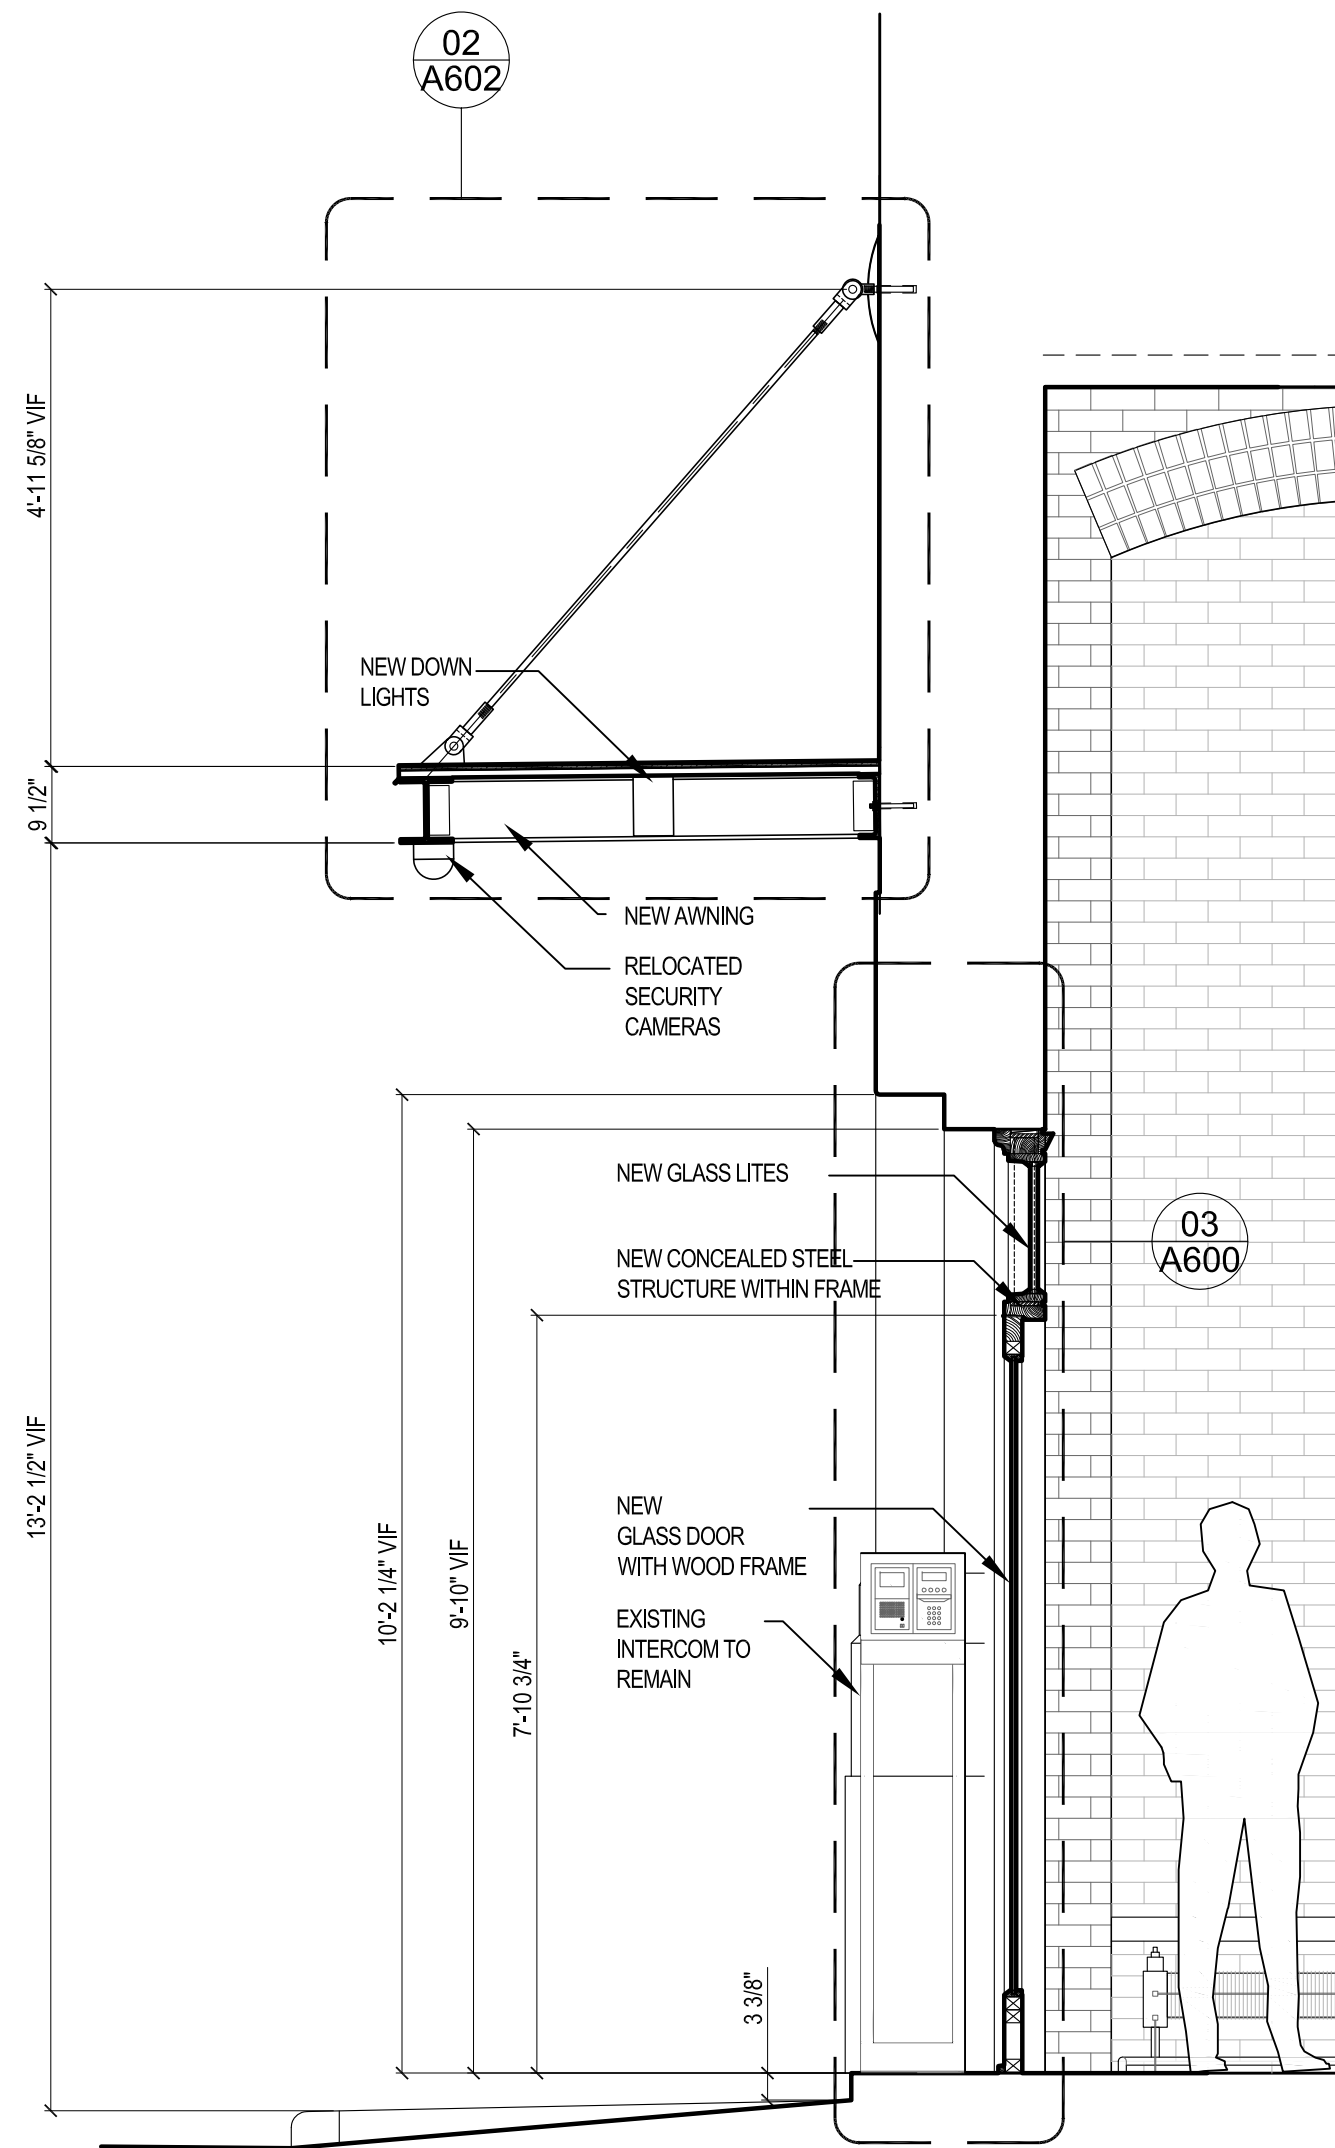 02
A602
4'-11 5/8" VIF
NEW DOWN
LIGHTS
9 1/2"
NEW AWNING
RELOCATED
SECURITY
CAMERAS
NEW GLASS LITES
03
A600
NEW CONCEALED STEEL
STRUCTURE WITHIN FRAME
13'-2 1/2" VIF
10'-2 1/4" VIF
9'-10" VIF
7'-10 3/4"
NEW
GLASS DOOR
WITH WOOD FRAME
EXISTING
INTERCOM TO
REMAIN
3 3/8"